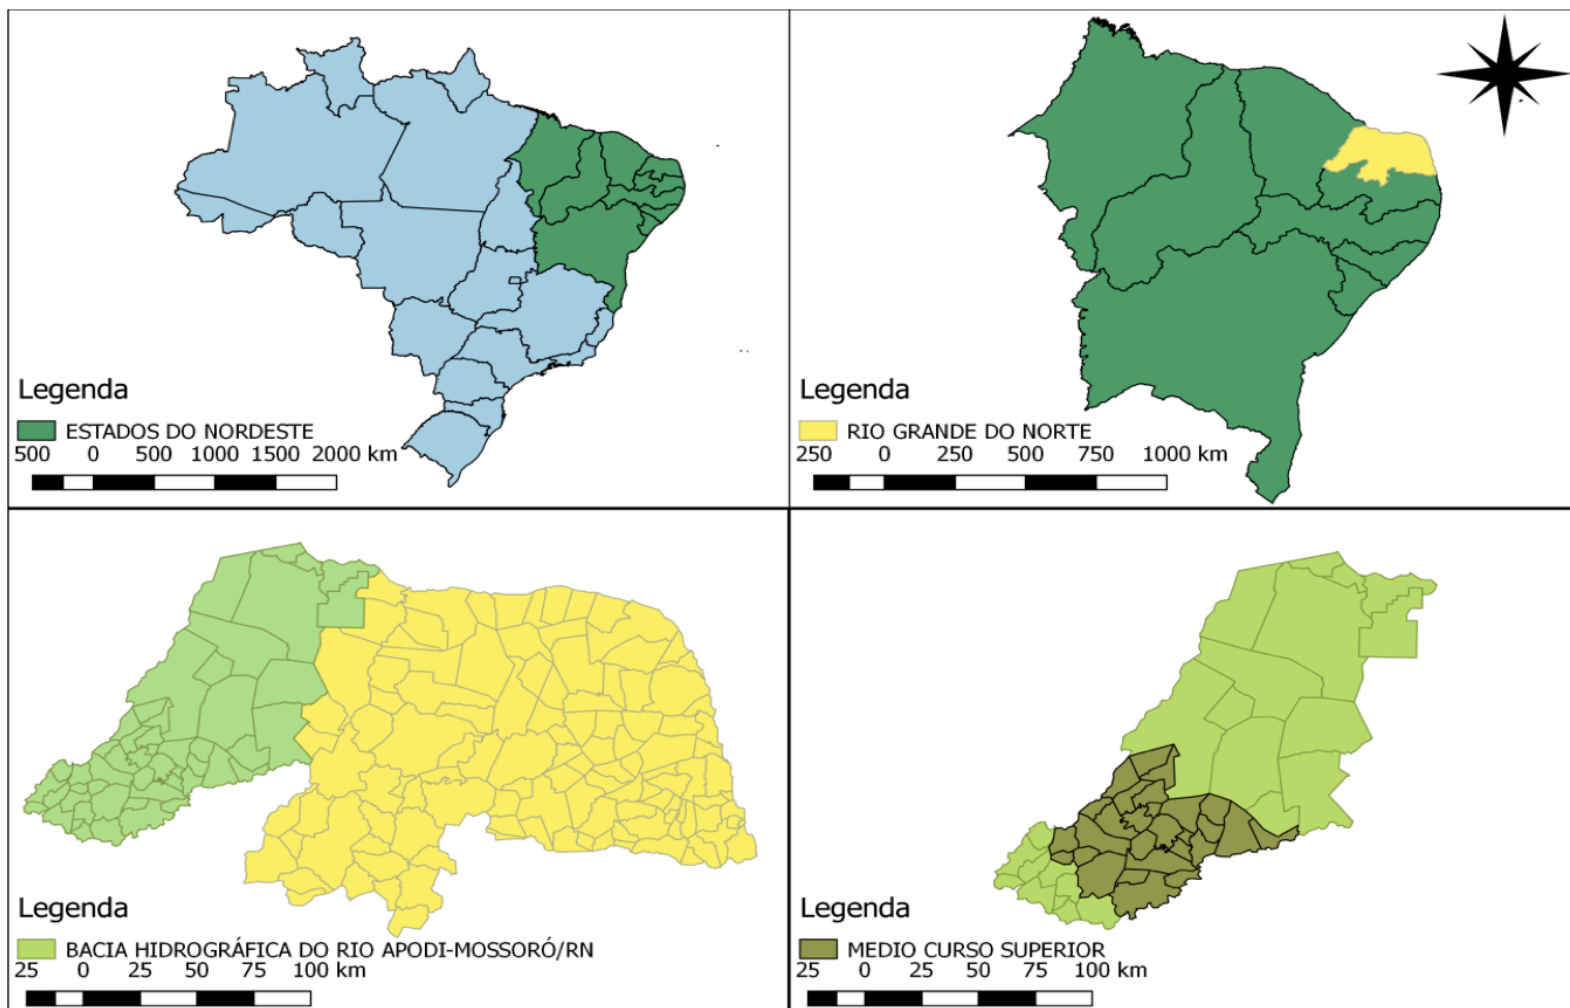 Legenda
ESTADOS DO NORDESTE
500 0 500 1000 1500 2000 km
Legenda
RIO GRANDE DO NORTE
250 0 250 500 750 1000 km
Legenda
BACIA HIDROGRÁFICA DO RIO APODI-MOSSORÓ/RN
25 0 25 50 75 100 km
Legenda
MEDIO CURSO SUPERIOR
25 0 25 50 75 100 km